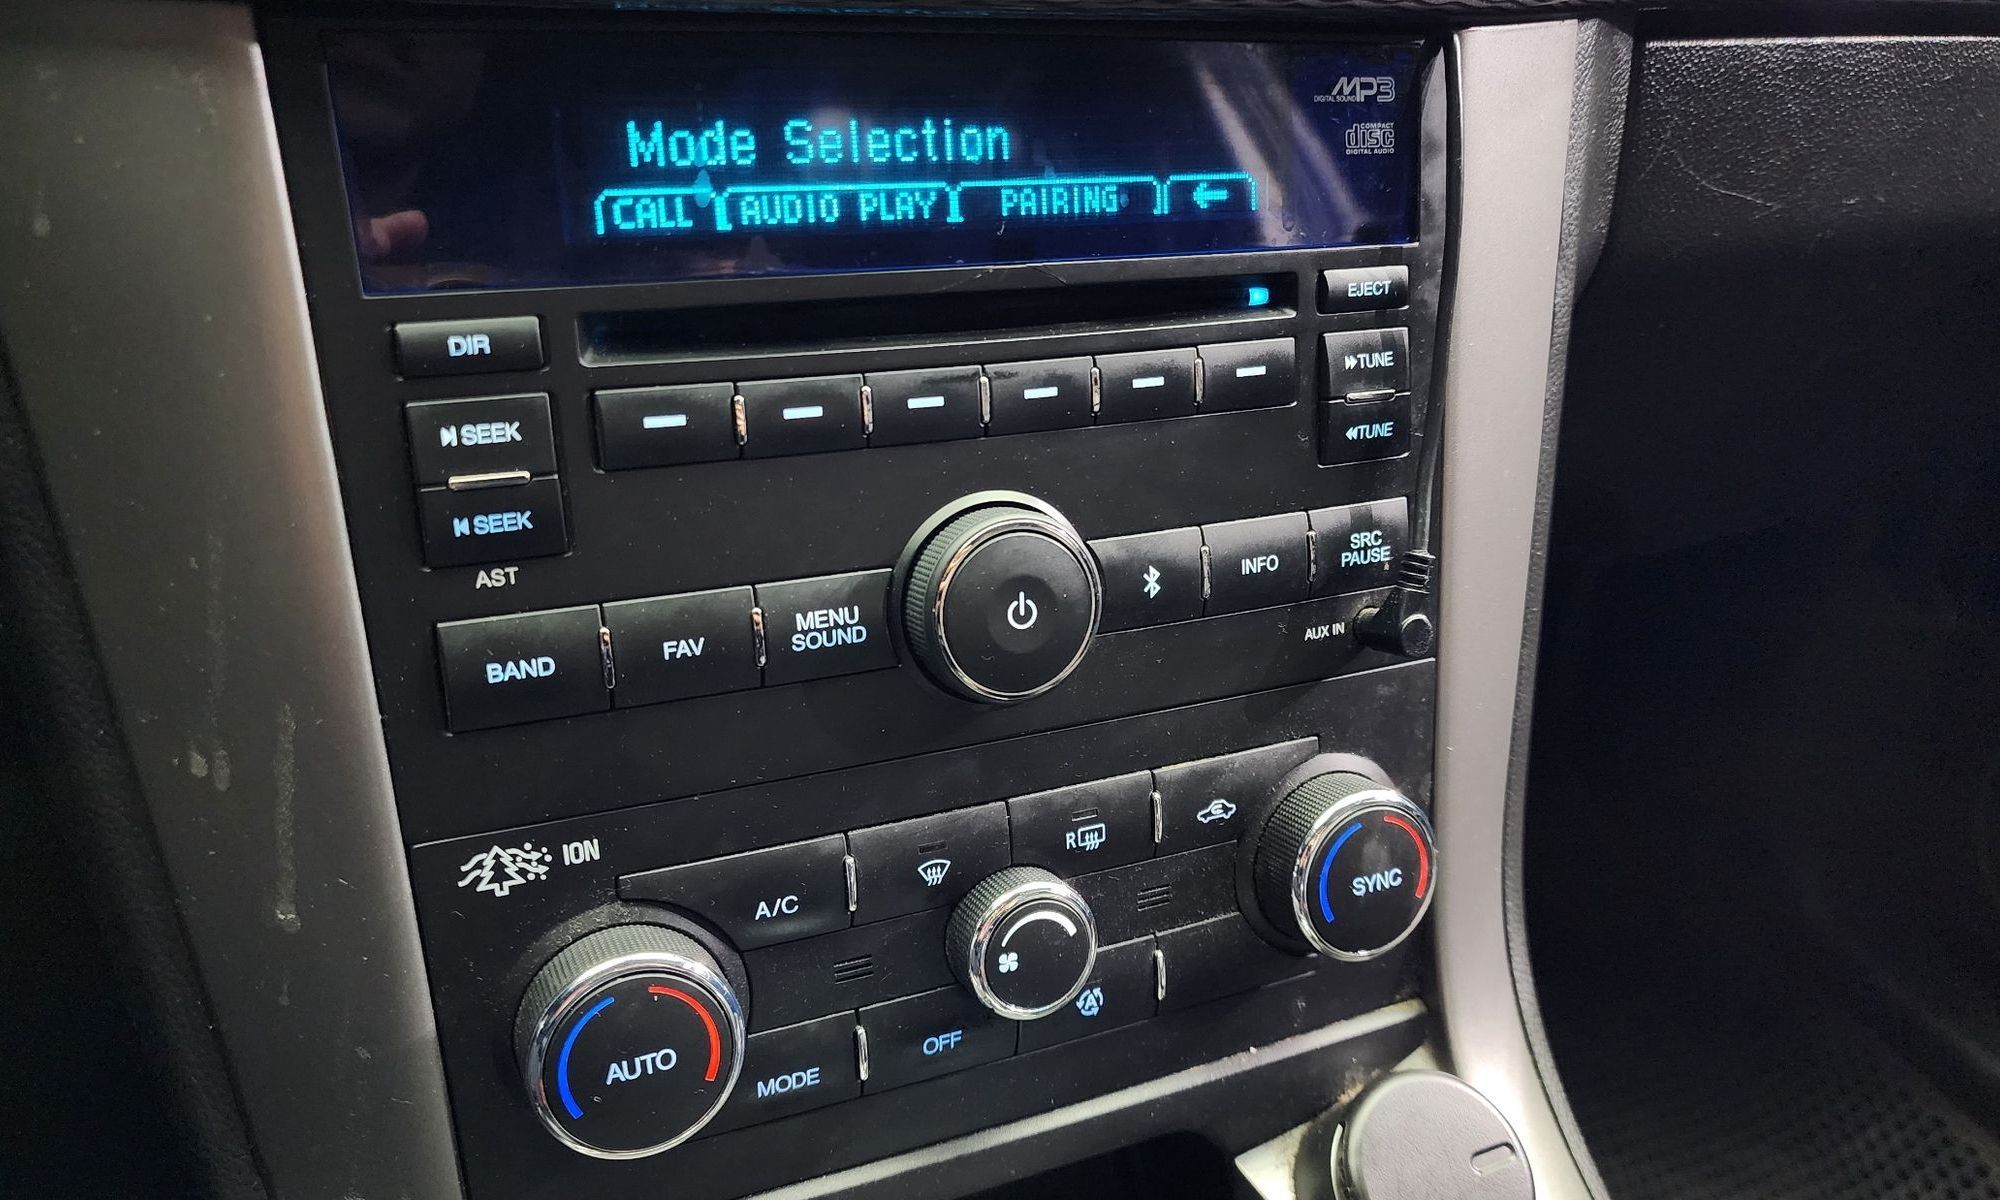 Mode Selection
CALL AUDIO PLAY PAIRING
MP3
DIGITAL SOUND
COMPACT
disc
DIGITAL AUDIO
EJECT
DIR
TUNE
TUNE
SEEK
SEEK
AST
BAND
FAV
MENU
SOUND
INFO
SRC
PAUSE
AUX IN
ION
A/C
R
SYNC
AUTO
MODE
OFF
A